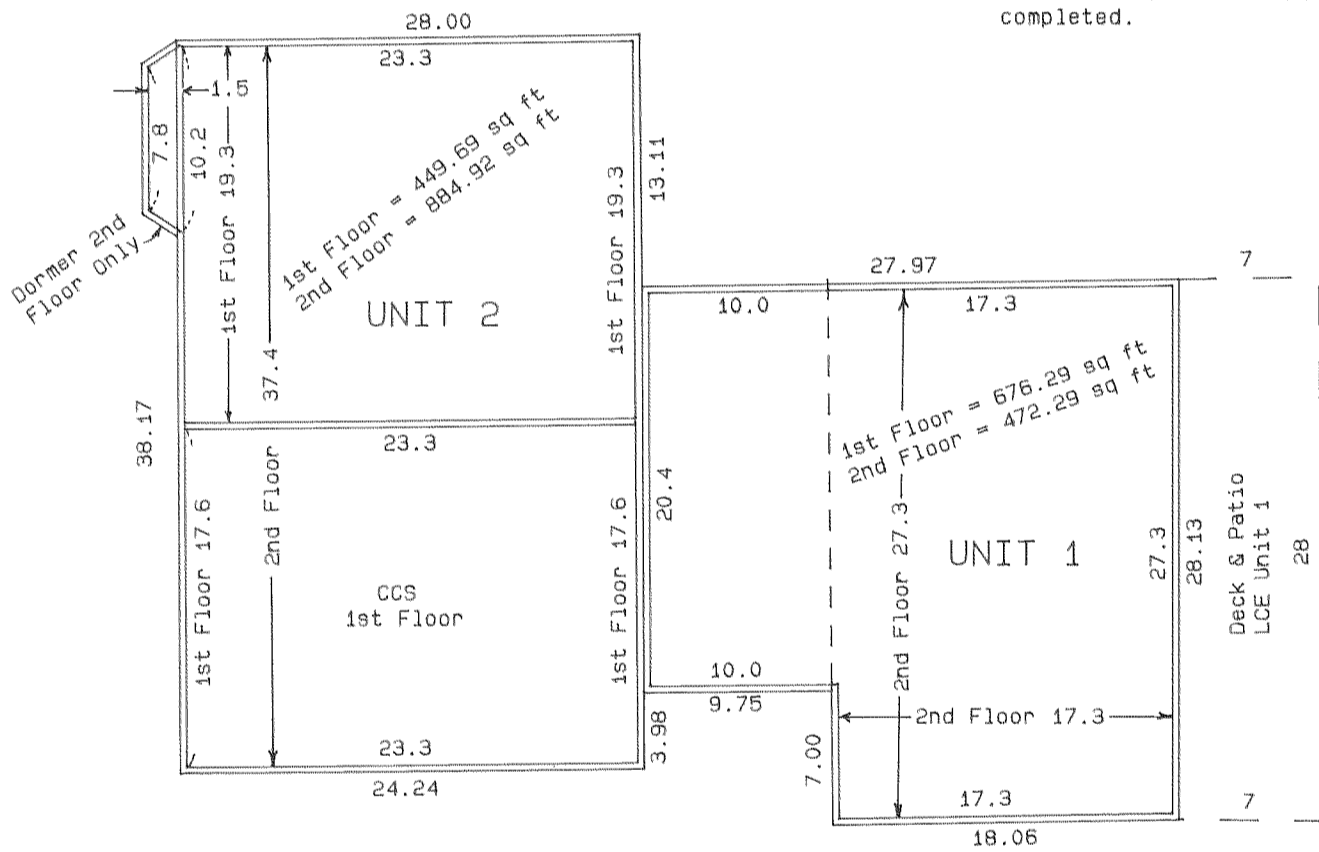 completed.
28.00
23.3
1.5
7.8
10.2
1st Floor 19.3
37.4
1st Floor = 449.69 sq ft
2nd Floor = 884.92 sq ft
1st Floor 19.3
13.11
Dormer 2nd
Floor Only
UNIT 2
27.97
7
10.0
17.3
38.17
23.3
1st Floor = 676.29 sq ft
2nd Floor = 472.29 sq ft
20.4
1st Floor 17.6
2nd Floor
1st Floor 17.6
CCS
1st Floor
2nd Floor 27.3
UNIT 1
27.3
28.13
Deck & Patio
LCE Unit 1
28
10.0
9.75
3.98
2nd Floor 17.3
7.00
23.3
24.24
17.3
18.06
7